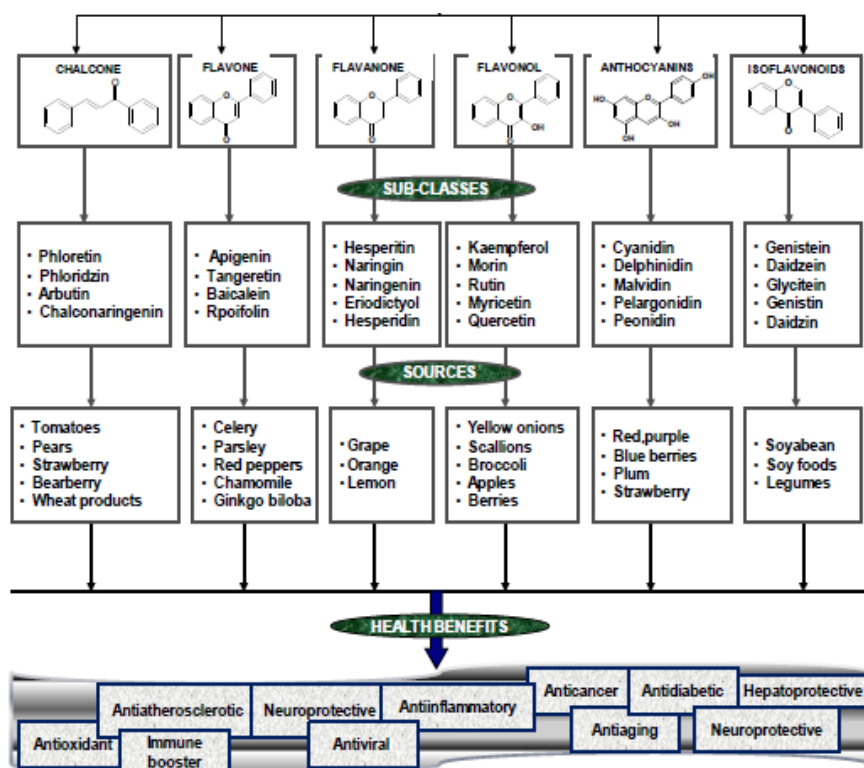 CHALCONE
FLAVONE
FLAVANONE
FLAVONOL
ANTHOCYANINS
ISOFLAVONOIDS
O
O
O
O
O
O
O
OH
O
OH
HO
OH
OH
O
O
SUB-CLASSES
▪ Phloretin
▪ Phloridzin
▪ Arbutin
▪ Chalconaringenin
▪ Apigenin
▪ Tangeretin
▪ Baicalein
▪ Rpoifolin
▪ Hesperitin
▪ Naringin
▪ Naringenin
▪ Eriodictyol
▪ Hesperidin
▪ Kaempferol
▪ Morin
▪ Rutin
▪ Myricetin
▪ Quercetin
▪ Cyanidin
▪ Delphinidin
▪ Malvidin
▪ Pelargonidin
▪ Peonidin
▪ Genistein
▪ Daidzein
▪ Glycitein
▪ Genistin
▪ Daidzin
SOURCES
▪ Tomatoes
▪ Pears
▪ Strawberry
▪ Bearberry
▪ Wheat products
▪ Celery
▪ Parsley
▪ Red peppers
▪ Chamomile
▪ Ginkgo biloba
▪ Grape
▪ Orange
▪ Lemon
▪ Yellow onions
▪ Scallions
▪ Broccoli
▪ Apples
▪ Berries
▪ Red,purple
▪ Blue berries
▪ Plum
▪ Strawberry
▪ Soyabean
▪ Soy foods
▪ Legumes
HEALTH BENEFITS
Antiatherosclerotic
Neuroprotective
Antiinflammatory
Anticancer
Antidiabetic
Hepatoprotective
Antioxidant
Immune
booster
Antiviral
Antiaging
Neuroprotective